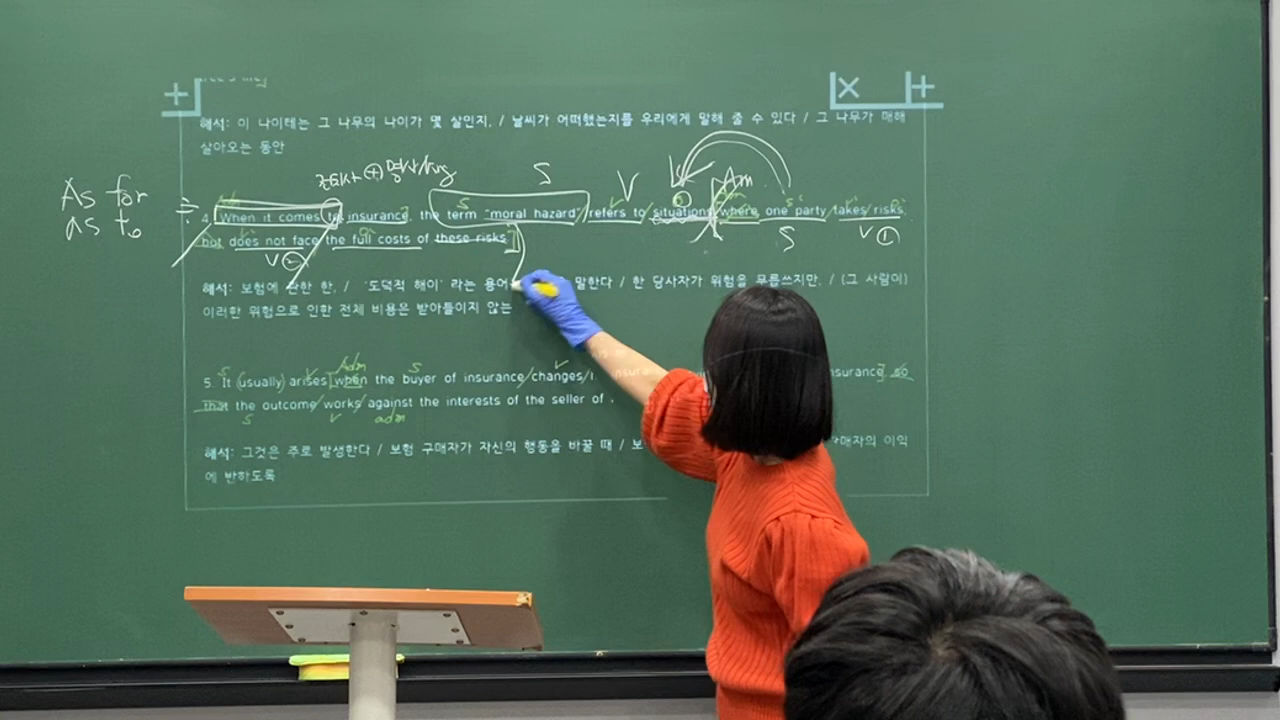 해석: 이 나이테는 그 나무의 나이가 몇 살인지, / 날씨가 어떠했는지를 우리에게 말해 줄 수 있다 / 그 나무가 매해
살아오는 동안
전치사 (+) 명사/ing S V Adn
As for
as to
4. When it comes to insurance, the term "moral hazard" refers to situations where one party takes risks,
but does not face the full costs of these risks
V② S V①
해석: 보험에 관한 한, / '도덕적 해이' 라는 용어 말한다 / 한 당사자가 위험을 무릅쓰지만, / (그 사람이)
이러한 위험으로 인한 전체 비용은 받아들이지 않는
S V Adn S V
5. It (usually) arises when the buyer of insurance changes insurance so
that the outcome works against the interests of the seller of .
S V adn
해석: 그것은 주로 발생한다 / 보험 구매자가 자신의 행동을 바꿀 때 / 매자의 이익
에 반하도록